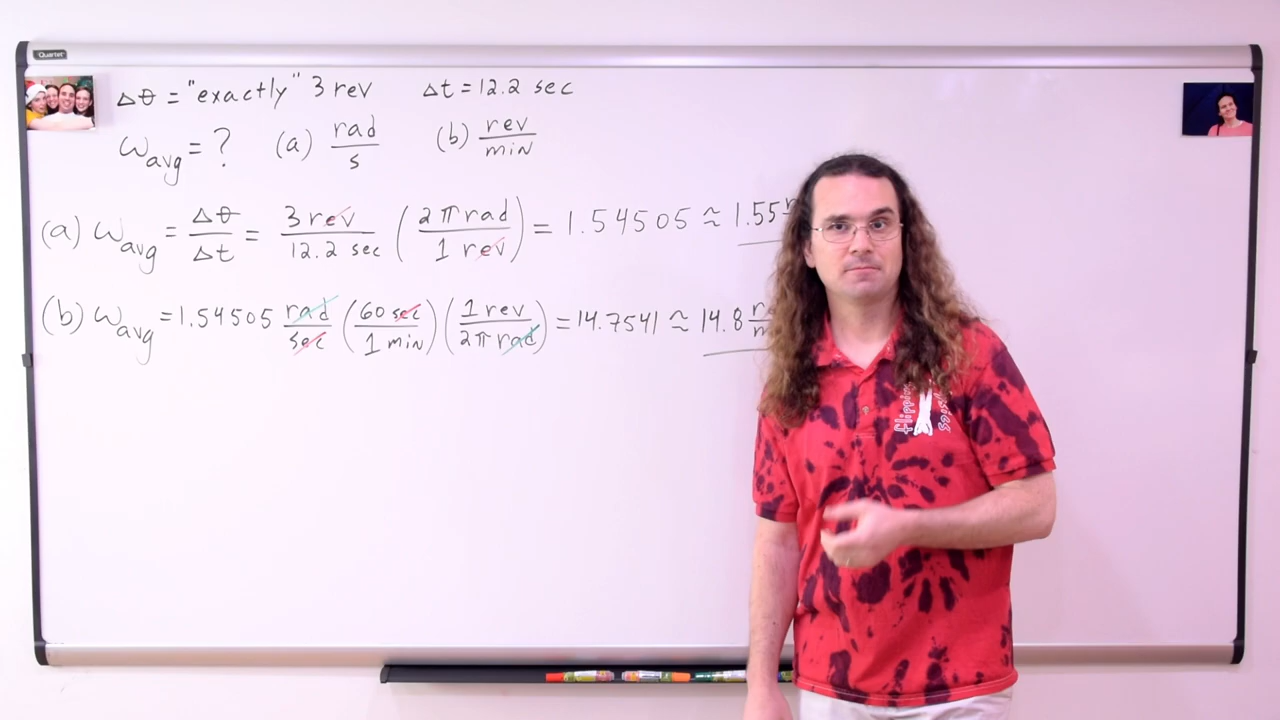 Quartet
Δθ = "exactly" 3 rev Δt = 12.2 sec
ω_avg = ? (a) rad/s (b) rev/min
(a) ω_avg = Δθ/Δt = 3 rev/12.2 sec (2π rad/1 rev) = 1.54505 ≈ 1.55
(b) ω_avg = 1.54505 rad/sec (60 sec/1 min)(1 rev/2π rad) = 14.7541 ≈ 14.8
flipping